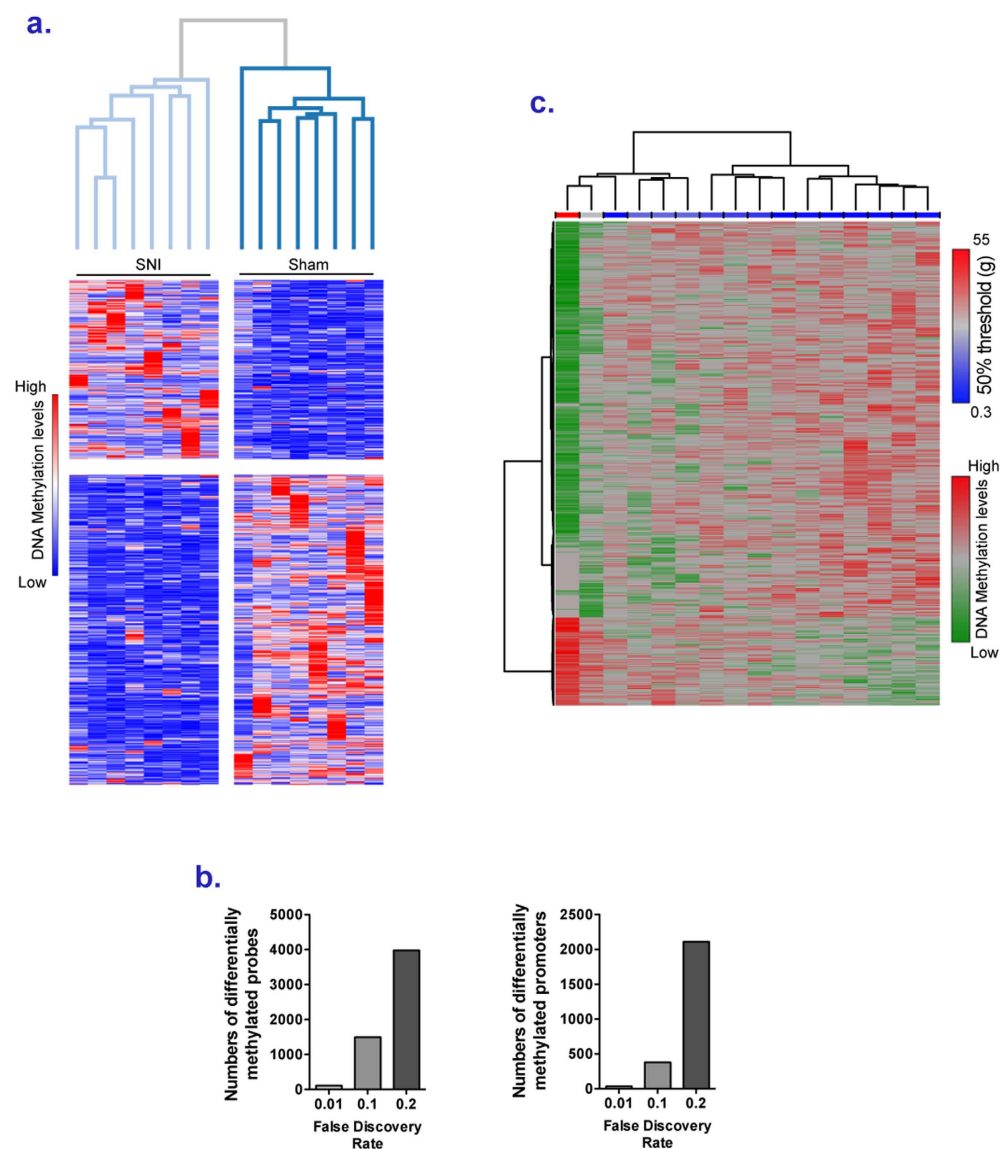 a.
SNI
Sham
High
DNA Methylation levels
Low
c.
55
50% threshold (g)
0.3
High
DNA Methylation levels
Low
b.
Numbers of differentially
methylated probes
5000
4000
3000
2000
1000
0
0.01
0.1
0.2
False Discovery
Rate
Numbers of differentially
methylated promoters
2500
2000
1500
1000
500
0
0.01
0.1
0.2
False Discovery
Rate